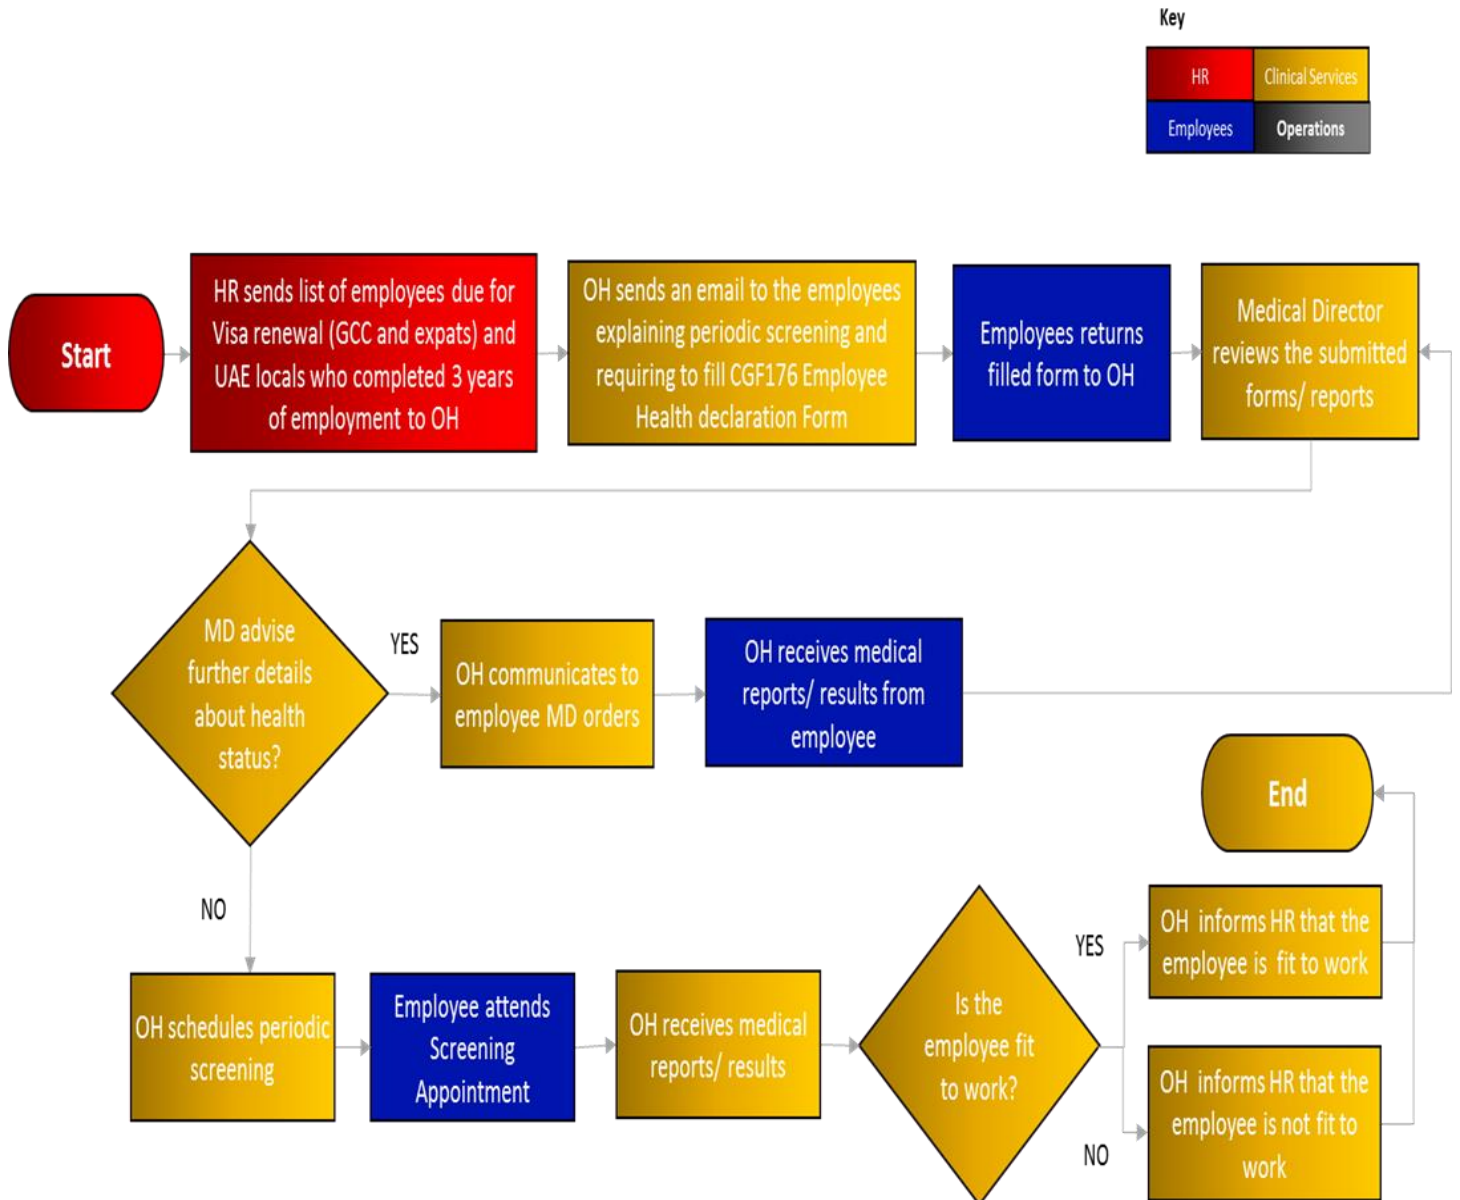 Key
HR
Clinical Services
Employees
Operations
Start
HR sends list of employees due for
Visa renewal (GCC and expats) and
UAE locals who completed 3 years
of employment to OH
OH sends an email to the employees
explaining periodic screening and
requiring to fill CGF176 Employee
Health declaration Form
Employees returns
filled form to OH
Medical Director
reviews the submitted
forms/ reports
MD advise
further details
about health
status?
YES
OH communicates to
employee MD orders
OH receives medical
reports/ results from
employee
End
NO
OH schedules periodic
screening
Employee attends
Screening
Appointment
OH receives medical
reports/ results
Is the
employee fit
to work?
YES
OH informs HR that the
employee is fit to work
NO
OH informs HR that the
employee is not fit to
work